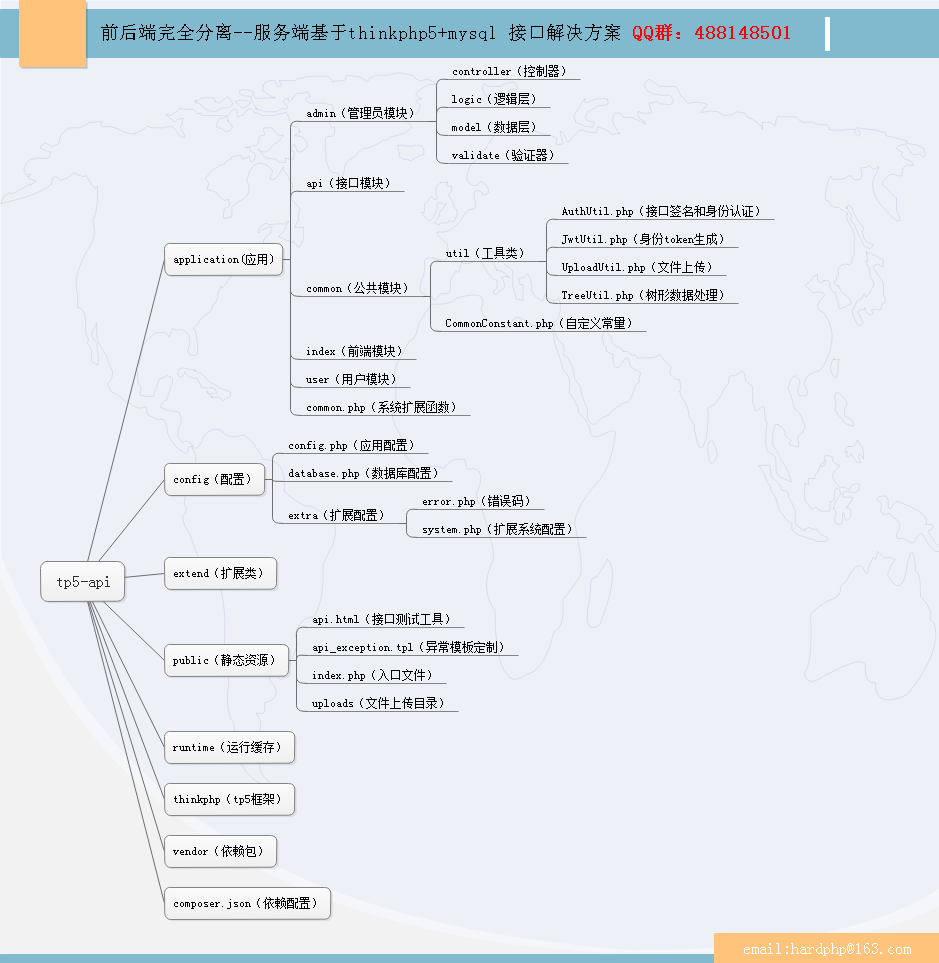 前后端完全分离--服务端基于thinkphp5+mysql 接口解决方案 QQ群：488148501
controller（控制器）
logic（逻辑层）
admin（管理员模块）
model（数据层）
validate（验证器）
api（接口模块）
AuthUtil.php（接口签名和身份认证）
JwtUtil.php（身份token生成）
util（工具类）
application(应用）
UploadUtil.php（文件上传）
common（公共模块）
TreeUtil.php（树形数据处理）
CommonConstant.php（自定义常量）
index（前端模块）
user（用户模块）
common.php（系统扩展函数）
config.php（应用配置）
config（配置）
database.php（数据库配置）
error.php（错误码）
extra（扩展配置）
system.php（扩展系统配置）
tp5-api
extend（扩展类）
api.html（接口测试工具）
api_exception.tpl（异常模板定制）
public（静态资源）
index.php（入口文件）
uploads（文件上传目录）
runtime（运行缓存）
thinkphp（tp5框架）
vendor（依赖包）
composer.json（依赖配置）
email:hardphp@163.com